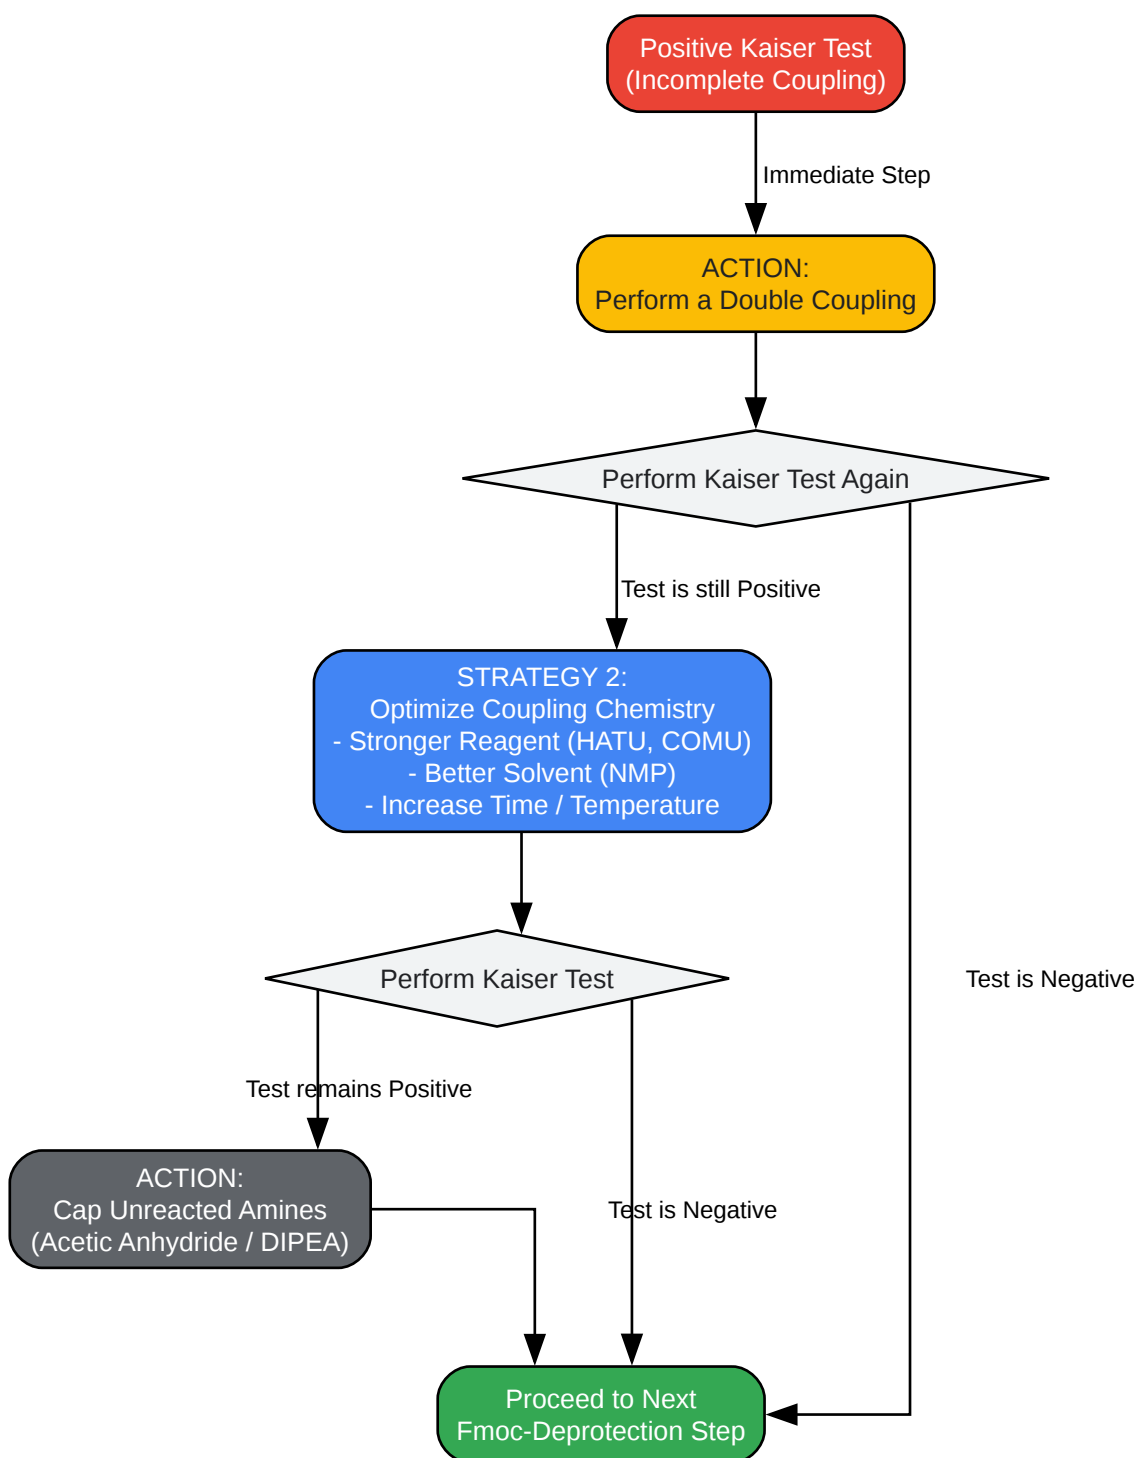 Positive Kaiser Test
(Incomplete Coupling)
Immediate Step
ACTION:
Perform a Double Coupling
Perform Kaiser Test Again
Test is still Positive
STRATEGY 2:
Optimize Coupling Chemistry
- Stronger Reagent (HATU, COMU)
- Better Solvent (NMP)
- Increase Time / Temperature
Perform Kaiser Test
Test is Negative
Test remains Positive
ACTION:
Cap Unreacted Amines
(Acetic Anhydride / DIPEA)
Test is Negative
Proceed to Next
Fmoc-Deprotection Step